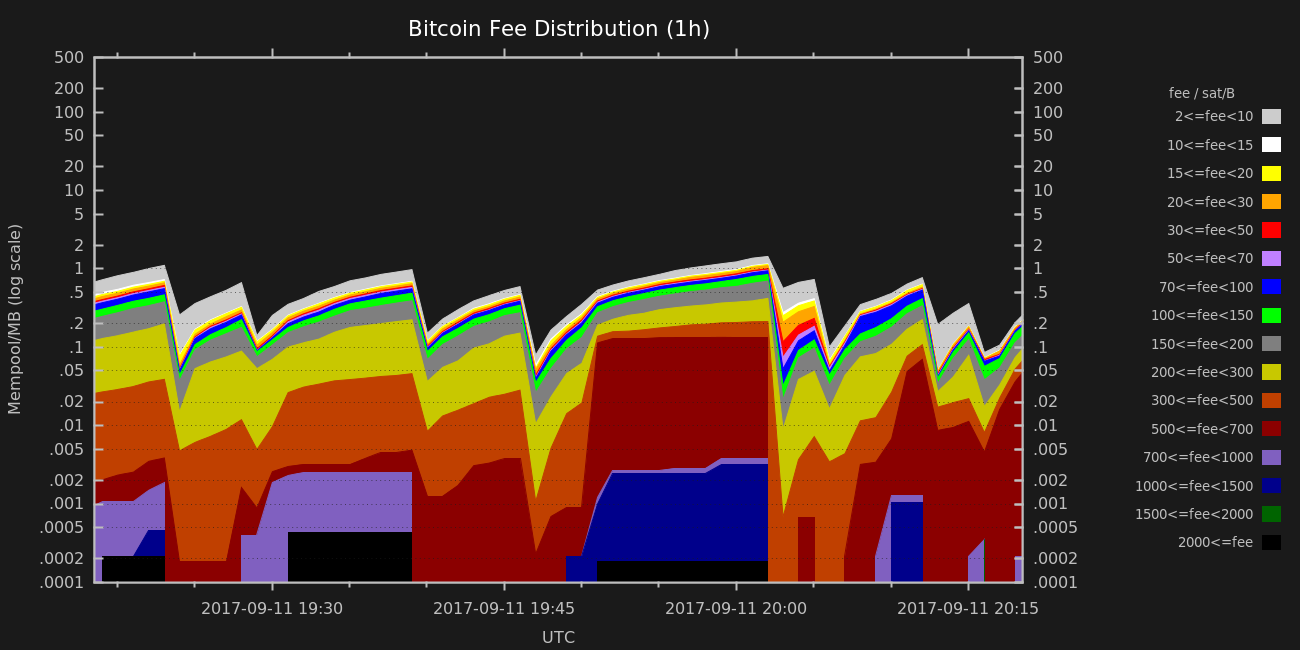 Bitcoin Fee Distribution (1h)
Mempool/MB (log scale)
500
200
100
50
20
10
5
2
1
.5
.2
.1
.05
.02
.01
.005
.002
.001
.0005
.0002
.0001
500
200
100
50
20
10
5
2
1
.5
.2
.1
.05
.02
.01
.005
.002
.001
.0005
.0002
.0001
2017-09-11 19:30
2017-09-11 19:45
2017-09-11 20:00
2017-09-11 20:15
UTC
fee / sat/B
2<=fee<10
10<=fee<15
15<=fee<20
20<=fee<30
30<=fee<50
50<=fee<70
70<=fee<100
100<=fee<150
150<=fee<200
200<=fee<300
300<=fee<500
500<=fee<700
700<=fee<1000
1000<=fee<1500
1500<=fee<2000
2000<=fee